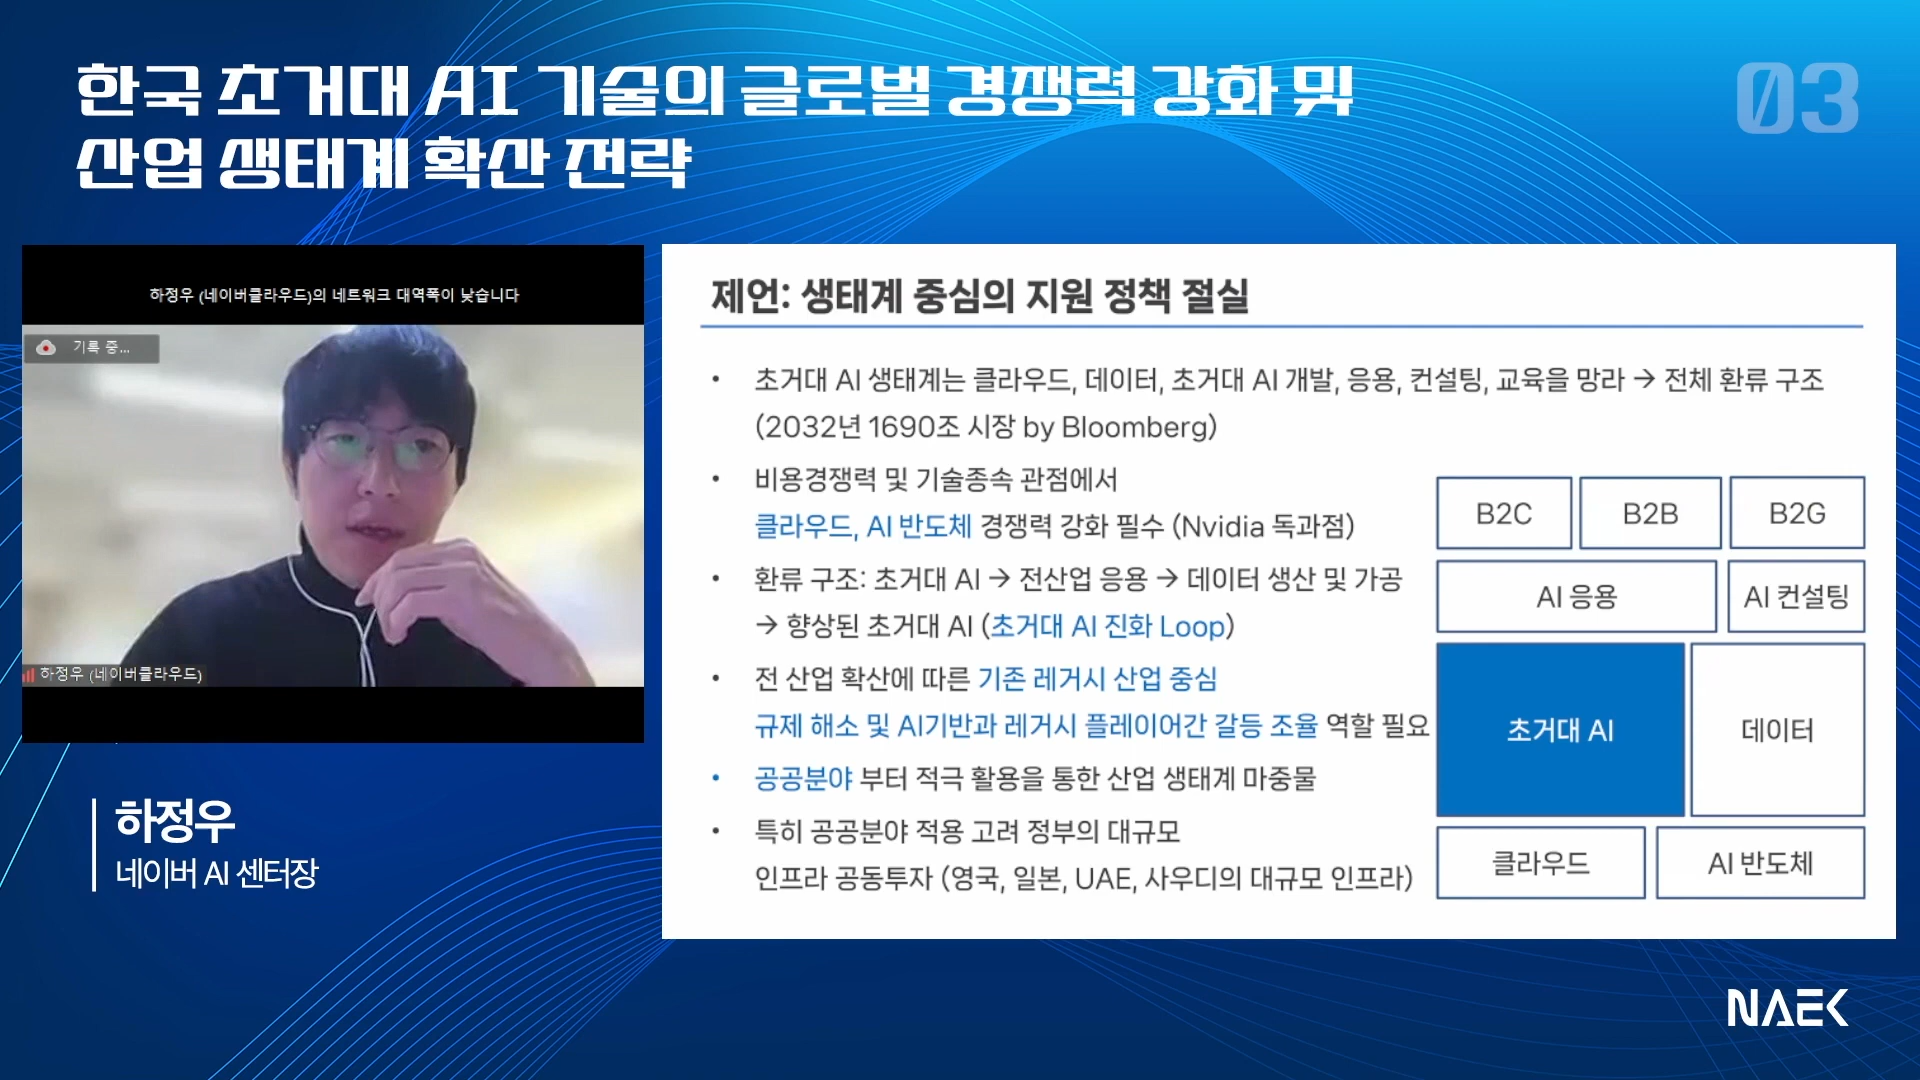 한국 초거대 AI 기술의 글로벌 경쟁력 강화 및
산업 생태계 확산 전략
03
하정우 (네이버클라우드)의 네트워크 대역폭이 낮습니다
기록 중...
하정우 (네이버클라우드)
하정우
네이버 AI 센터장
제언: 생태계 중심의 지원 정책 절실
• 초거대 AI 생태계는 클라우드, 데이터, 초거대 AI 개발, 응용, 컨설팅, 교육을 망라 → 전체 환류 구조
(2032년 1690조 시장 by Bloomberg)
• 비용경쟁력 및 기술종속 관점에서
클라우드, AI 반도체 경쟁력 강화 필수 (Nvidia 독과점)
• 환류 구조: 초거대 AI → 전산업 응용 → 데이터 생산 및 가공
→ 향상된 초거대 AI (초거대 AI 진화 Loop)
• 전 산업 확산에 따른 기존 레거시 산업 중심
규제 해소 및 AI기반과 레거시 플레이어간 갈등 조율 역할 필요
• 공공분야 부터 적극 활용을 통한 산업 생태계 마중물
• 특히 공공분야 적용 고려 정부의 대규모
인프라 공동투자 (영국, 일본, UAE, 사우디의 대규모 인프라)
B2C B2B B2G
AI 응용 AI 컨설팅
초거대 AI 데이터
클라우드 AI 반도체
NAEK